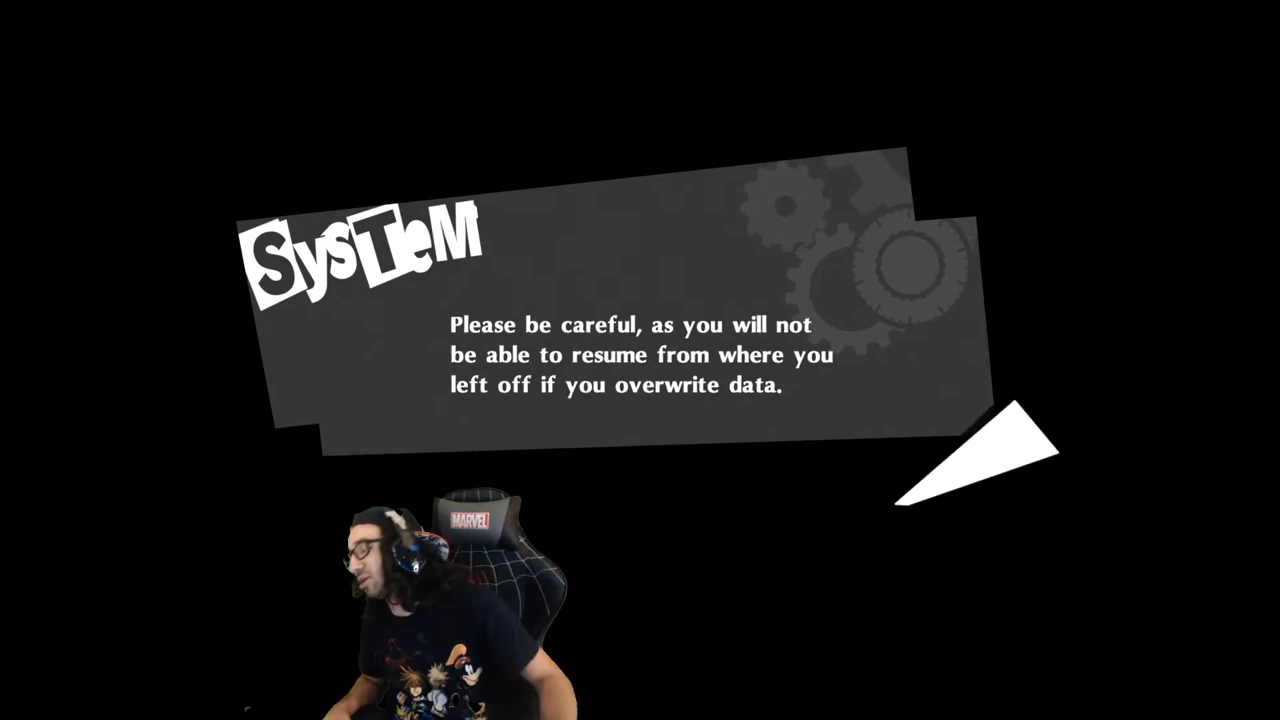 SysTeM
Please be careful, as you will not
be able to resume from where you
left off if you overwrite data.
MARVEL